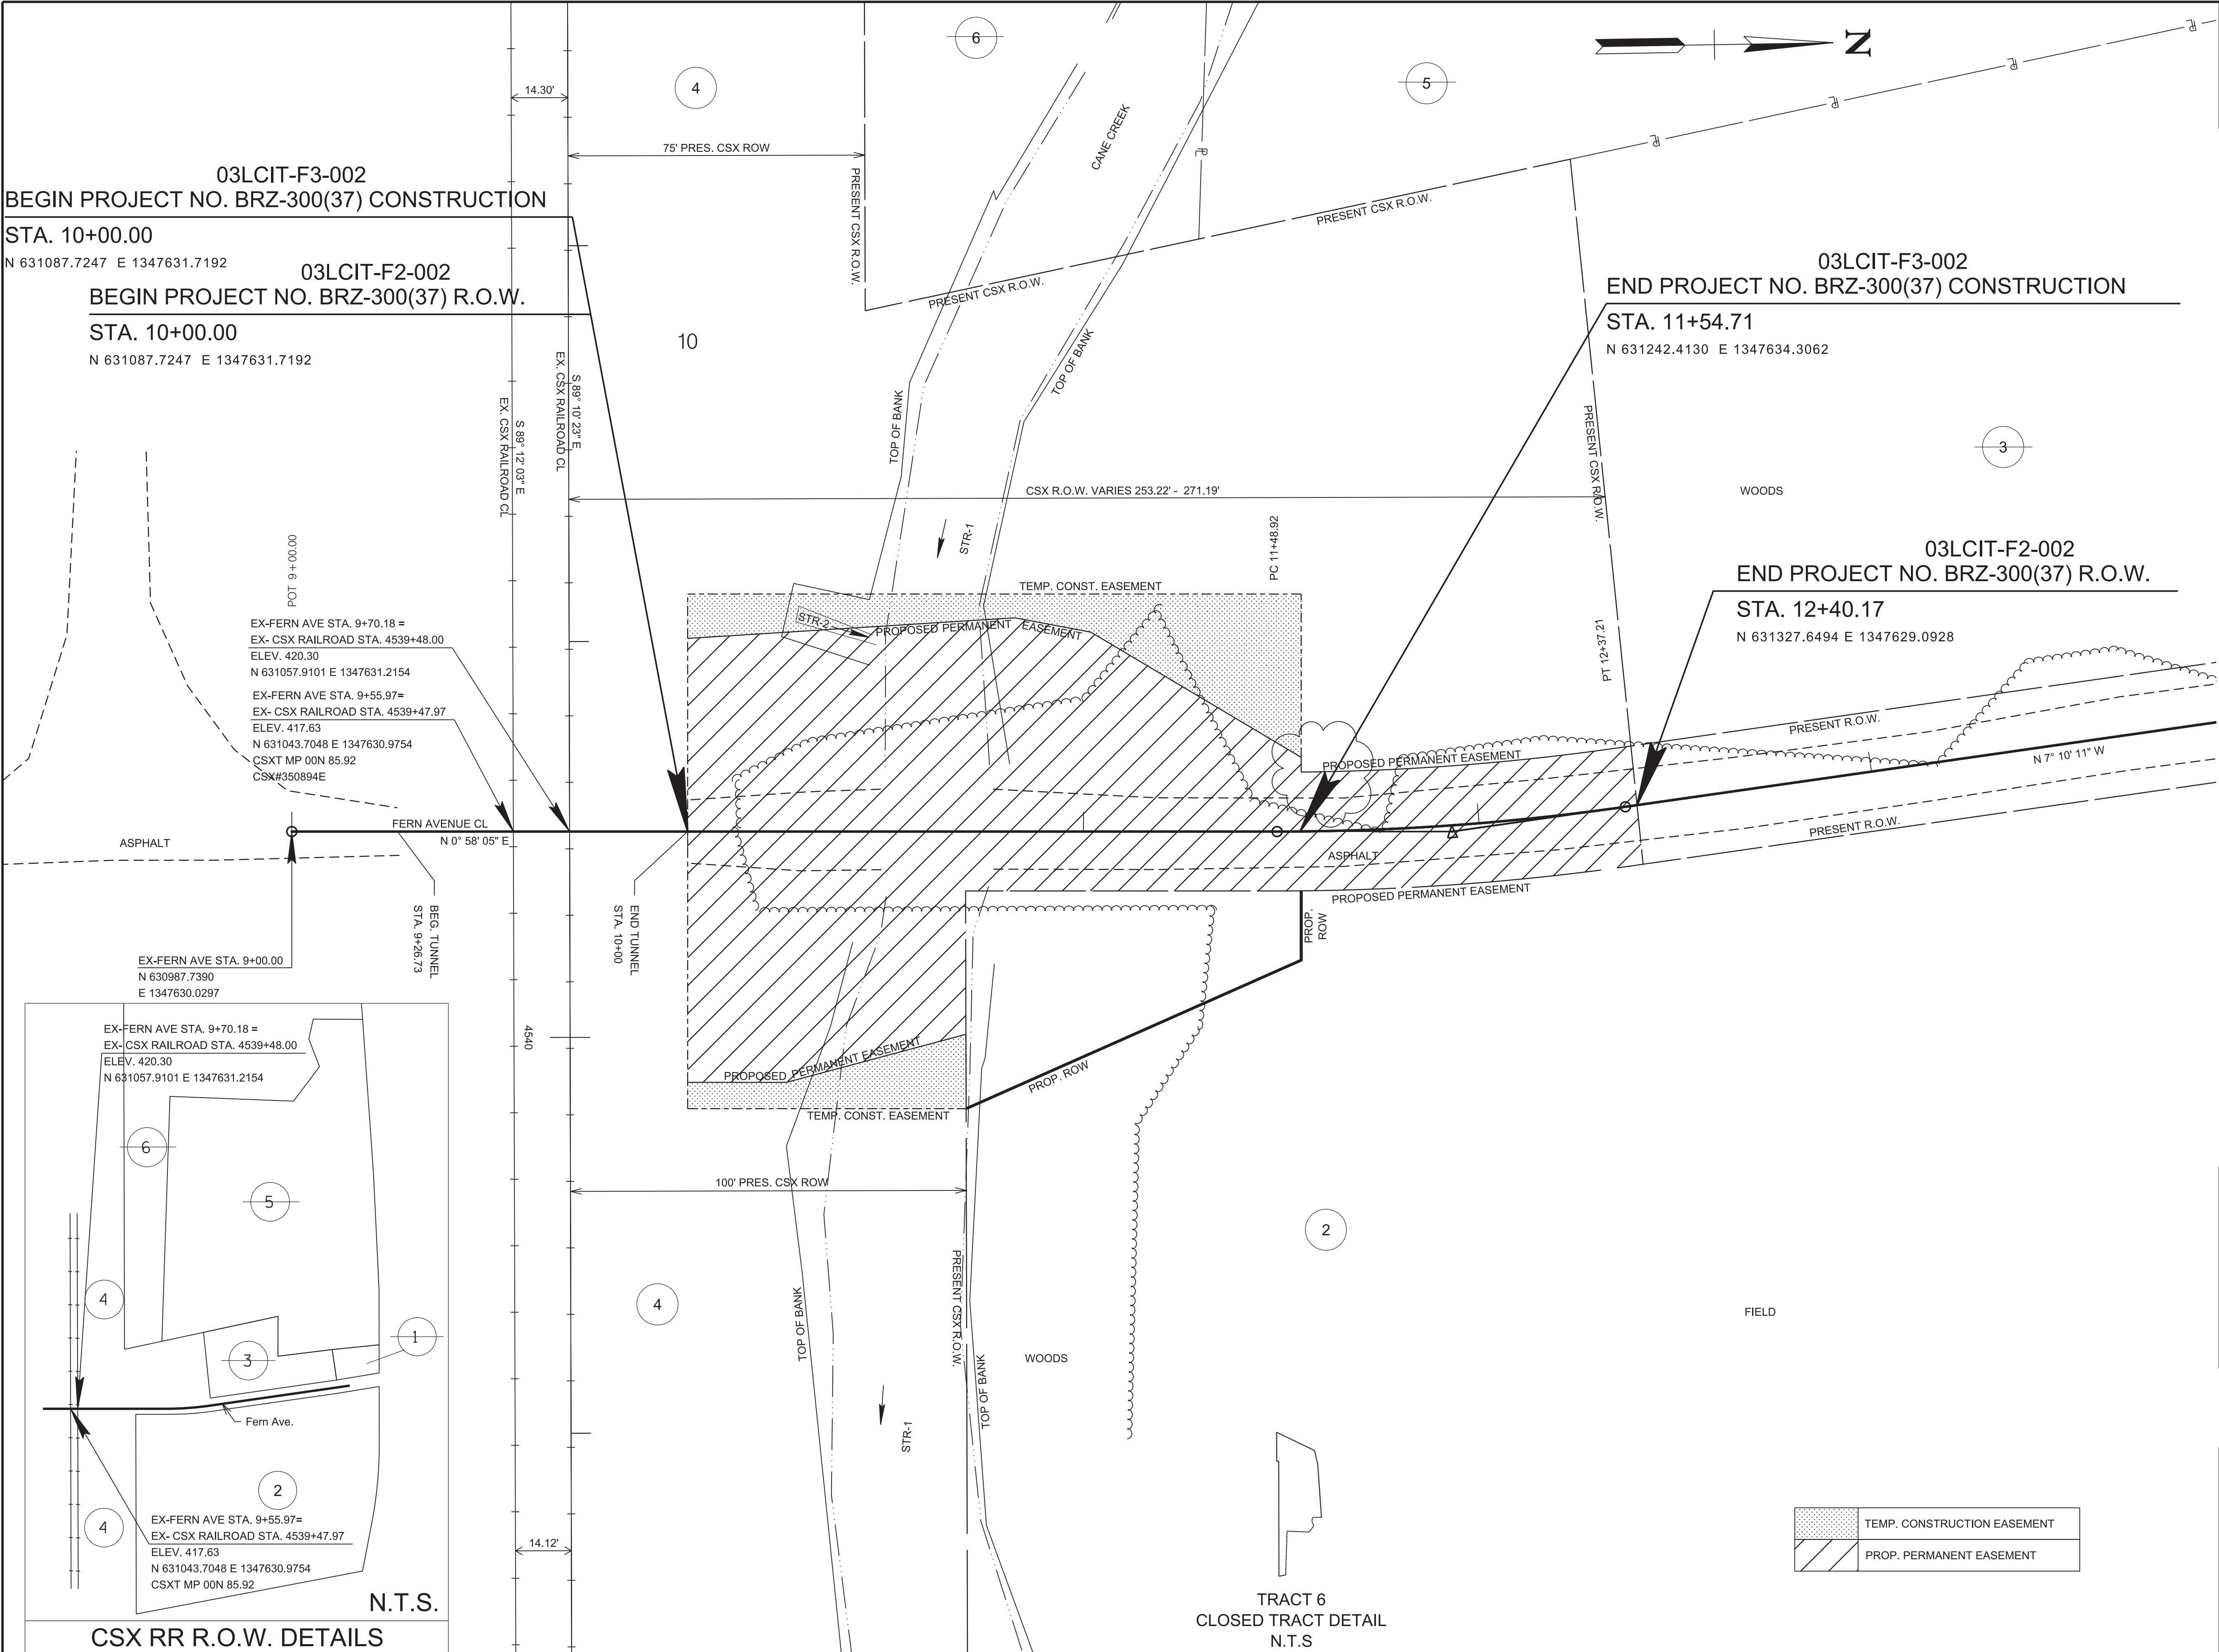 6
4
5
N
14.30'
75' PRES. CSX ROW
CANE CREEK
PL
PL
PL
PL
PL
PRESENT CSX R.O.W.
PRESENT CSX R.O.W.
PRESENT CSX R.O.W.
03LCIT-F3-002
BEGIN PROJECT NO. BRZ-300(37) CONSTRUCTION
STA. 10+00.00
N 631087.7247 E 1347631.7192
03LCIT-F2-002
BEGIN PROJECT NO. BRZ-300(37) R.O.W.
STA. 10+00.00
N 631087.7247 E 1347631.7192
03LCIT-F3-002
END PROJECT NO. BRZ-300(37) CONSTRUCTION
STA. 11+54.71
N 631242.4130 E 1347634.3062
10
EX. CSX RAILROAD CL
S 89° 10' 23" E
EX. CSX RAILROAD CL
S 89° 12' 03" E
TOP OF BANK
TOP OF BANK
PRESENT CSX R.O.W.
3
WOODS
CSX R.O.W. VARIES 253.22' - 271.19'
STR-1
PC 11+48.92
POT 9+00.00
03LCIT-F2-002
END PROJECT NO. BRZ-300(37) R.O.W.
STA. 12+40.17
N 631327.6494 E 1347629.0928
EX-FERN AVE STA. 9+70.18 =
EX- CSX RAILROAD STA. 4539+48.00
ELEV. 420.30
N 631057.9101 E 1347631.2154
EX-FERN AVE STA. 9+55.97=
EX- CSX RAILROAD STA. 4539+47.97
ELEV. 417.63
N 631043.7048 E 1347630.9754
CSXT MP 00N 85.92
CSX#350894E
TEMP. CONST. EASEMENT
STR-2
PROPOSED PERMANENT EASEMENT
PT 12+37.21
PRESENT R.O.W.
PROPOSED PERMANENT EASEMENT
N 7° 10' 11" W
FERN AVENUE CL
N 0° 58' 05" E
ASPHALT
ASPHALT
PRESENT R.O.W.
PROPOSED PERMANENT EASEMENT
BEG. TUNNEL
STA. 9+26.73
END TUNNEL
STA. 10+00
PROP.
ROW
EX-FERN AVE STA. 9+00.00
N 630987.7390
E 1347630.0297
4540
PROPOSED PERMANENT EASEMENT
PROP. ROW
TEMP. CONST. EASEMENT
100' PRES. CSX ROW
2
4
TOP OF BANK
PRESENT CSX R.O.W.
TOP OF BANK
WOODS
FIELD
STR-1
14.12'
EX-FERN AVE STA. 9+70.18 =
EX- CSX RAILROAD STA. 4539+48.00
ELEV. 420.30
N 631057.9101 E 1347631.2154
6
5
4
1
3
Fern Ave.
2
4
EX-FERN AVE STA. 9+55.97=
EX- CSX RAILROAD STA. 4539+47.97
ELEV. 417.63
N 631043.7048 E 1347630.9754
CSXT MP 00N 85.92
N.T.S.
CSX RR R.O.W. DETAILS
TRACT 6
CLOSED TRACT DETAIL
N.T.S
TEMP. CONSTRUCTION EASEMENT
PROP. PERMANENT EASEMENT